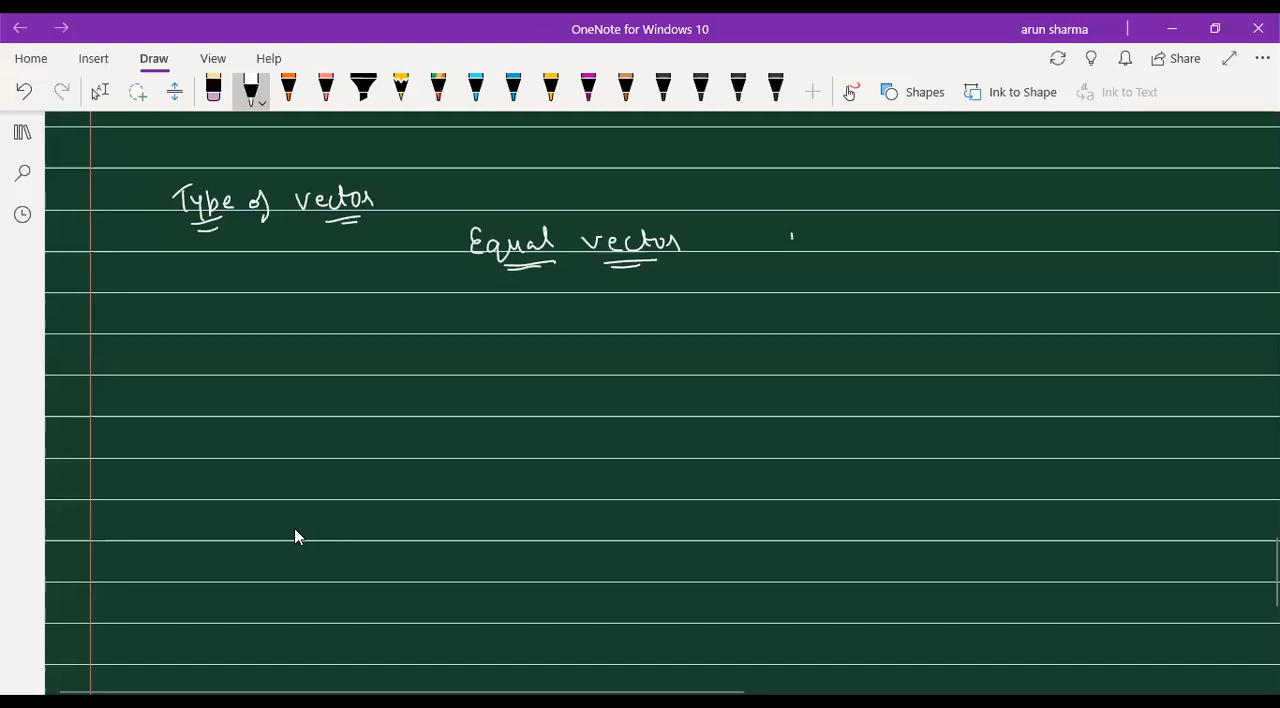 OneNote for Windows 10
arun sharma
Home Insert Draw View Help
Share
Shapes Ink to Shape Ink to Text
Type of vector
Equal vector